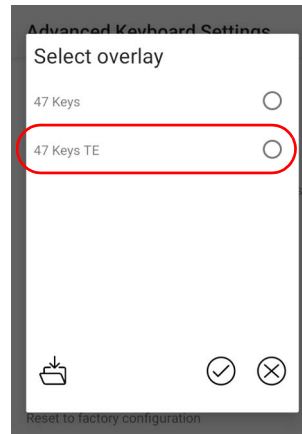 Advanced Keyboard Settings
Select overlay
47 Keys
47 Keys TE
Reset to factory configuration